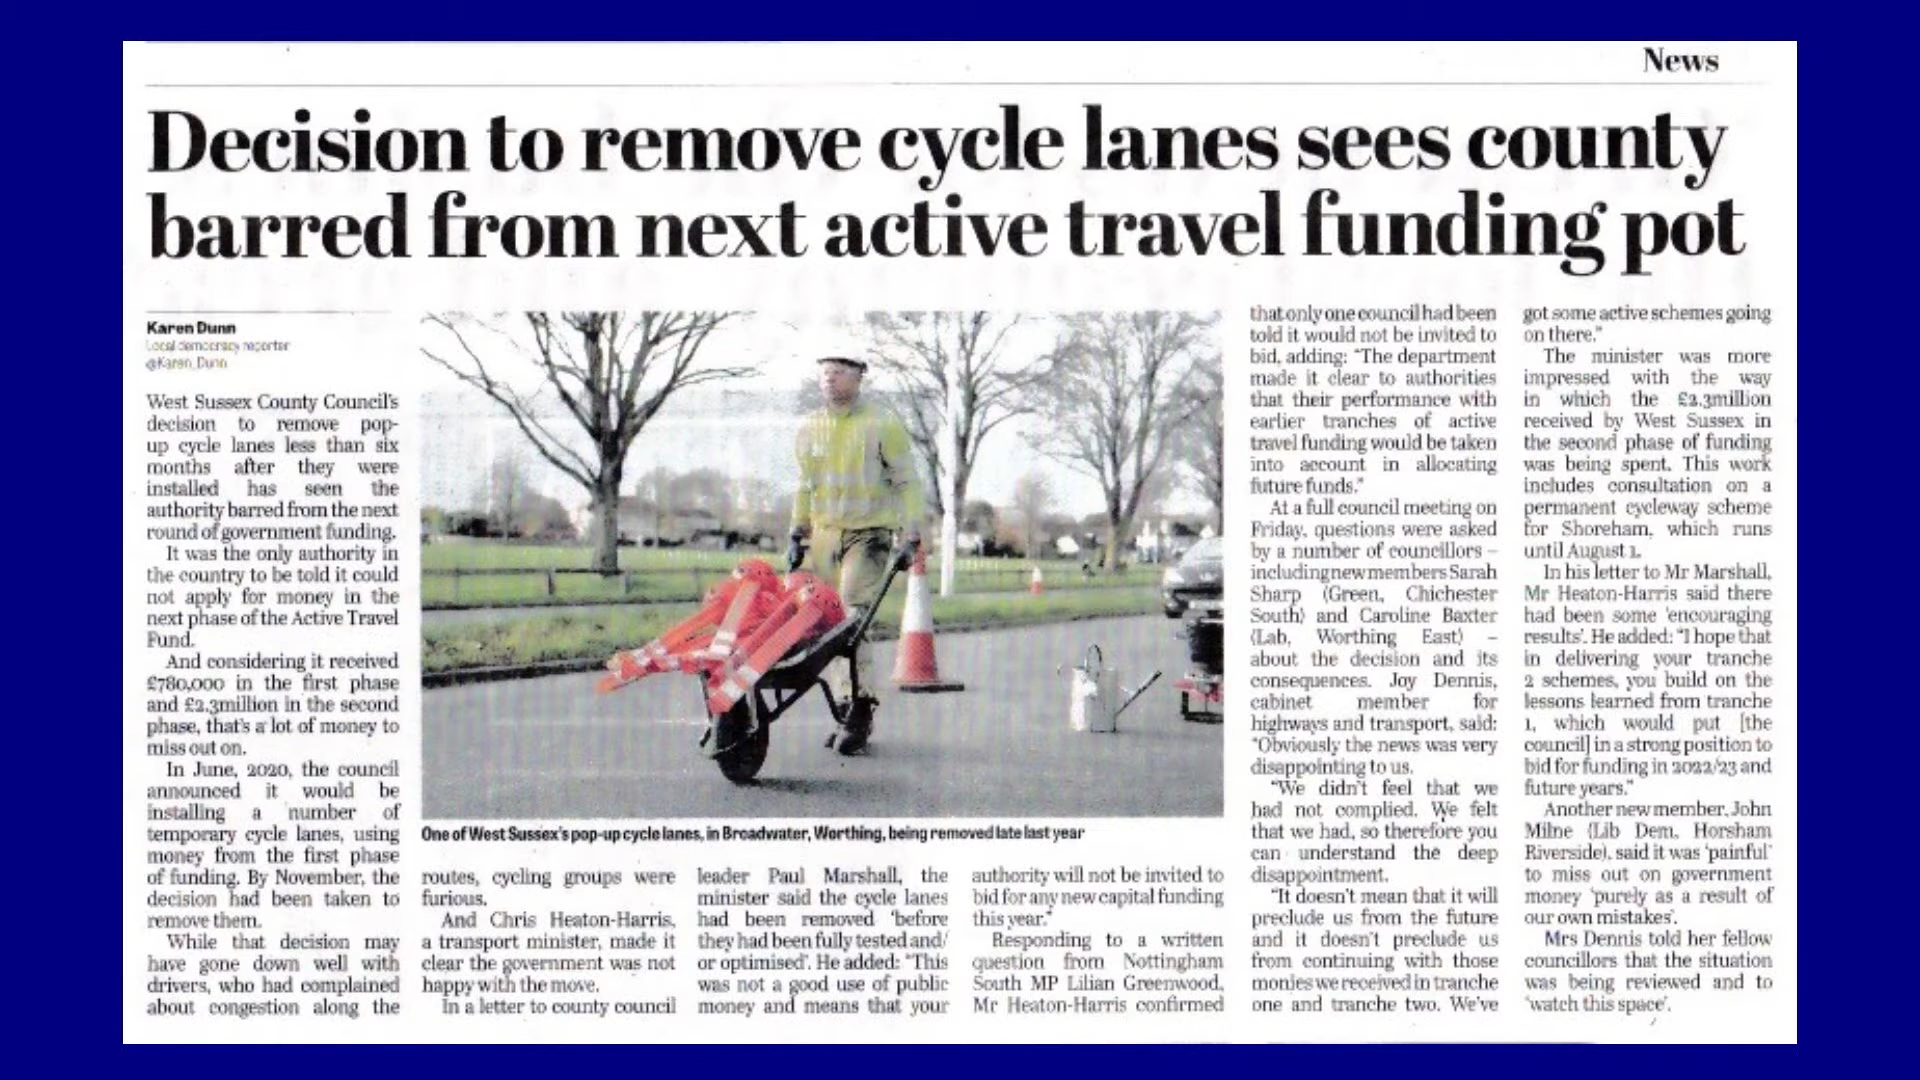 News
Decision to remove cycle lanes sees county
barred from next active travel funding pot
Karen Dunn
Local democracy reporter
@Karen_Dunn
West Sussex County Council's
decision to remove pop-
up cycle lanes less than six
months after they were
installed has seen the
authority barred from the next
round of government funding.
It was the only authority in
the country to be told it could
not apply for money in the
next phase of the Active Travel
Fund.
And considering it received
£780,000 in the first phase
and £2.3million in the second
phase, that's a lot of money to
miss out on.
In June, 2020, the council
announced it would be
installing a number of
temporary cycle lanes, using
money from the first phase
of funding. By November, the
decision had been taken to
remove them.
While that decision may
have gone down well with
drivers, who had complained
about congestion along the
One of West Sussex's pop-up cycle lanes, in Broadwater, Worthing, being removed late last year
routes, cycling groups were
furious.
And Chris Heaton-Harris,
a transport minister, made it
clear the government was not
happy with the move.
In a letter to county council
leader Paul Marshall, the
minister said the cycle lanes
had been removed 'before
they had been fully tested and/
or optimised'. He added: "This
was not a good use of public
money and means that your
authority will not be invited to
bid for any new capital funding
this year."
Responding to a written
question from Nottingham
South MP Lilian Greenwood,
Mr Heaton-Harris confirmed
that only one council had been
told it would not be invited to
bid, adding: "The department
made it clear to authorities
that their performance with
earlier tranches of active
travel funding would be taken
into account in allocating
future funds."
At a full council meeting on
Friday, questions were asked
by a number of councillors –
including new members Sarah
Sharp (Green, Chichester
South) and Caroline Baxter
(Lab, Worthing East) –
about the decision and its
consequences. Joy Dennis,
cabinet member for
highways and transport, said:
"Obviously the news was very
disappointing to us.
"We didn't feel that we
had not complied. We felt
that we had, so therefore you
can understand the deep
disappointment.
"It doesn't mean that it will
preclude us from the future
and it doesn't preclude us
from continuing with those
monies we received in tranche
one and tranche two. We've
got some active schemes going
on there."
The minister was more
impressed with the way
in which the £2.3million
received by West Sussex in
the second phase of funding
was being spent. This work
includes consultation on a
permanent cycleway scheme
for Shoreham, which runs
until August 1.
In his letter to Mr Marshall,
Mr Heaton-Harris said there
had been some 'encouraging
results'. He added: "I hope that
in delivering your tranche
2 schemes, you build on the
lessons learned from tranche
1, which would put [the
council] in a strong position to
bid for funding in 2022/23 and
future years."
Another new member, John
Milne (Lib Dem, Horsham
Riverside), said it was 'painful'
to miss out on government
money 'purely as a result of
our own mistakes'.
Mrs Dennis told her fellow
councillors that the situation
was being reviewed and to
'watch this space'.